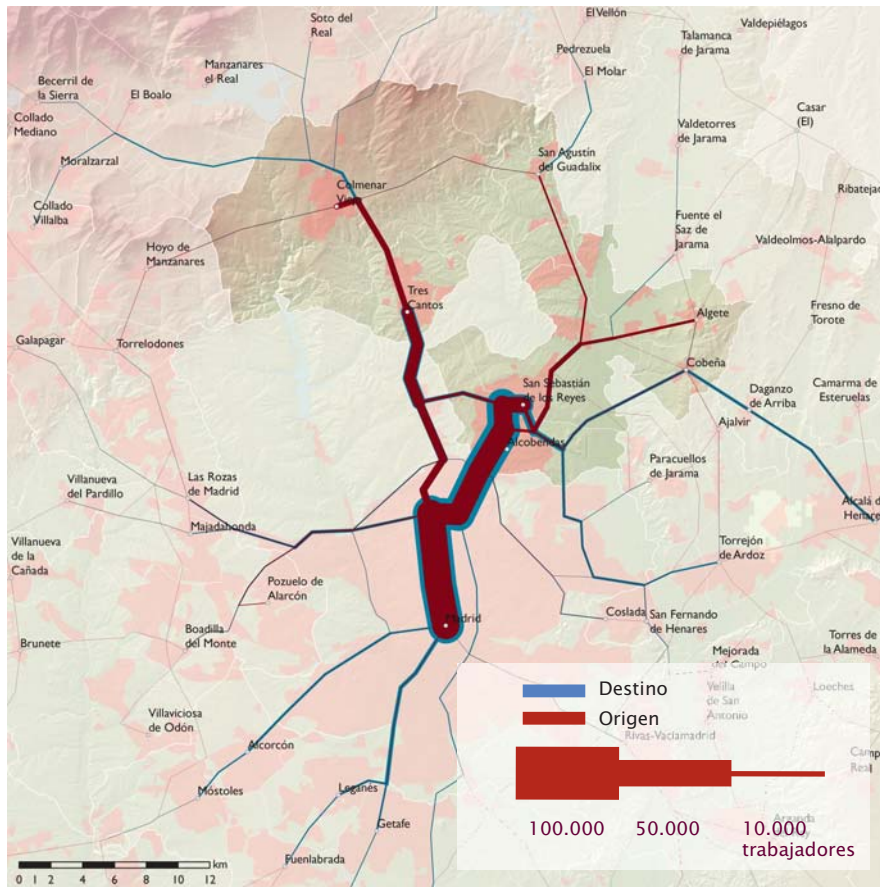 Soto del
Real
El Vellón
Valdepiélagos
Talamanca
de Jarama
Manzanares
el Real
Pedrezuela
El Molar
Becerril de
la Sierra
El Boalo
Casar
(El)
Collado
Mediano
Valdetorres
de Jarama
Moralzarzal
San Agustín
del Guadalix
Colmenar
Viejo
Ribatejada
Collado
Villalba
Fuente el
Saz de
Jarama
Hoyo de
Manzanares
Valdeolmos-Alalpardo
Tres
Cantos
Algete
Fresno de
Torote
Galapagar
Torrelodones
Cobeña
San Sebastián
de los Reyes
Daganzo
de Arriba
Camarma de
Esteruelas
Ajalvir
Alcobendas
Paracuellos
de Jarama
Las Rozas
de Madrid
Villanueva
del Pardillo
Alcalá de
Henares
Majadahonda
Villanueva
de la
Cañada
Torrejón
de Ardoz
Pozuelo de
Alarcón
Coslada
San Fernando
de Henares
Madrid
Boadilla
del Monte
Brunete
Torres de
la Alameda
Mejorada
del Campo
Destino
Velilla
de San
Antonio
Loeches
Villaviciosa
de Odón
Origen
Rivas-Vaciamadrid
Alcorcón
Campo
Real
Móstoles
Leganés
Getafe
Arganda
100.000 50.000 10.000
trabajadores
Fuenlabrada
km
0 1 2 4 6 8 10 12